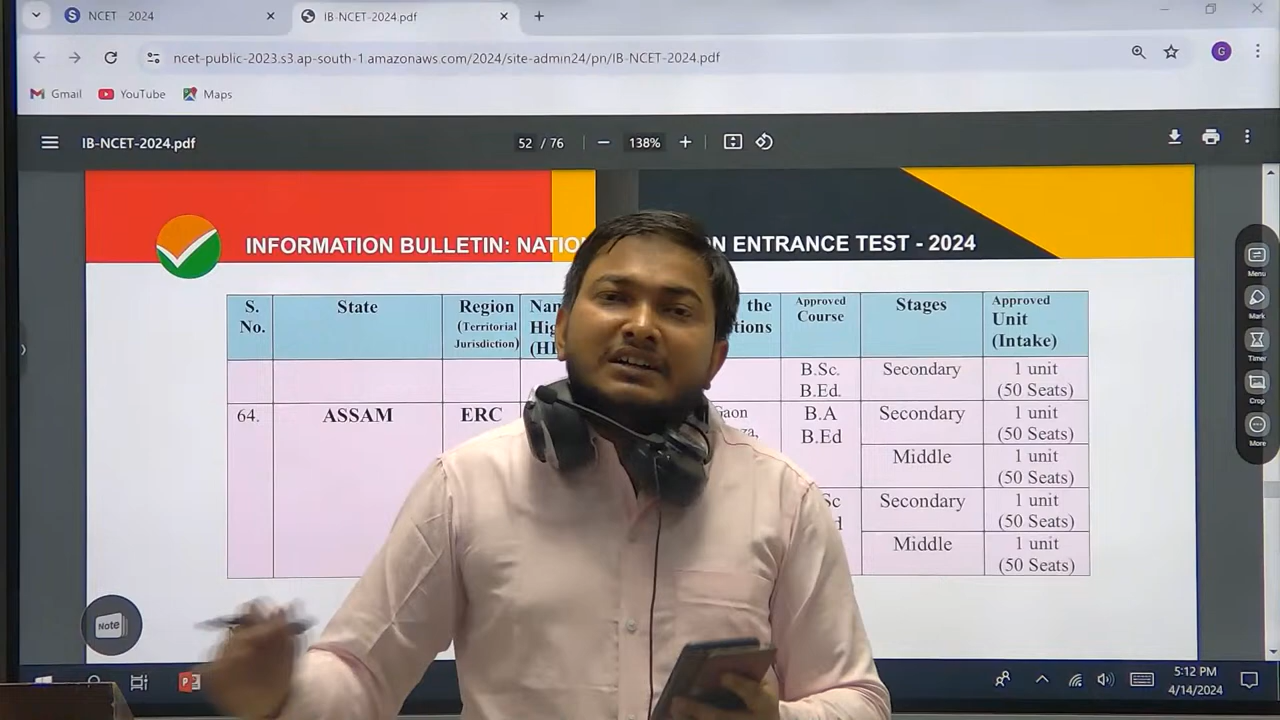 NCET 2024
IB-NCET-2024.pdf
ncet-public-2023.s3.ap-south-1.amazonaws.com/2024/site-admin24/pn/IB-NCET-2024.pdf
G
Gmail YouTube Maps
IB-NCET-2024.pdf 52 / 76 138%
INFORMATION BULLETIN: ENTRANCE TEST - 2024
S. No. State Region (Territorial Jurisdiction) the Approved Course Stages Approved Unit (Intake)
B.Sc. B.Ed. Secondary 1 unit (50 Seats)
64. ASSAM ERC Gaon B.A B.Ed Secondary 1 unit (50 Seats)
Middle 1 unit (50 Seats)
Secondary 1 unit (50 Seats)
Middle 1 unit (50 Seats)
Menu
Mark
Timer
Crop
More
Note
5:12 PM
4/14/2024